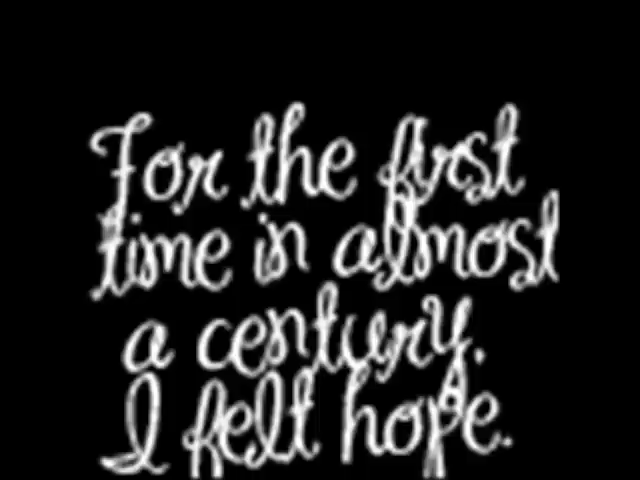 For the first
time in almost
a century.
I felt hope.